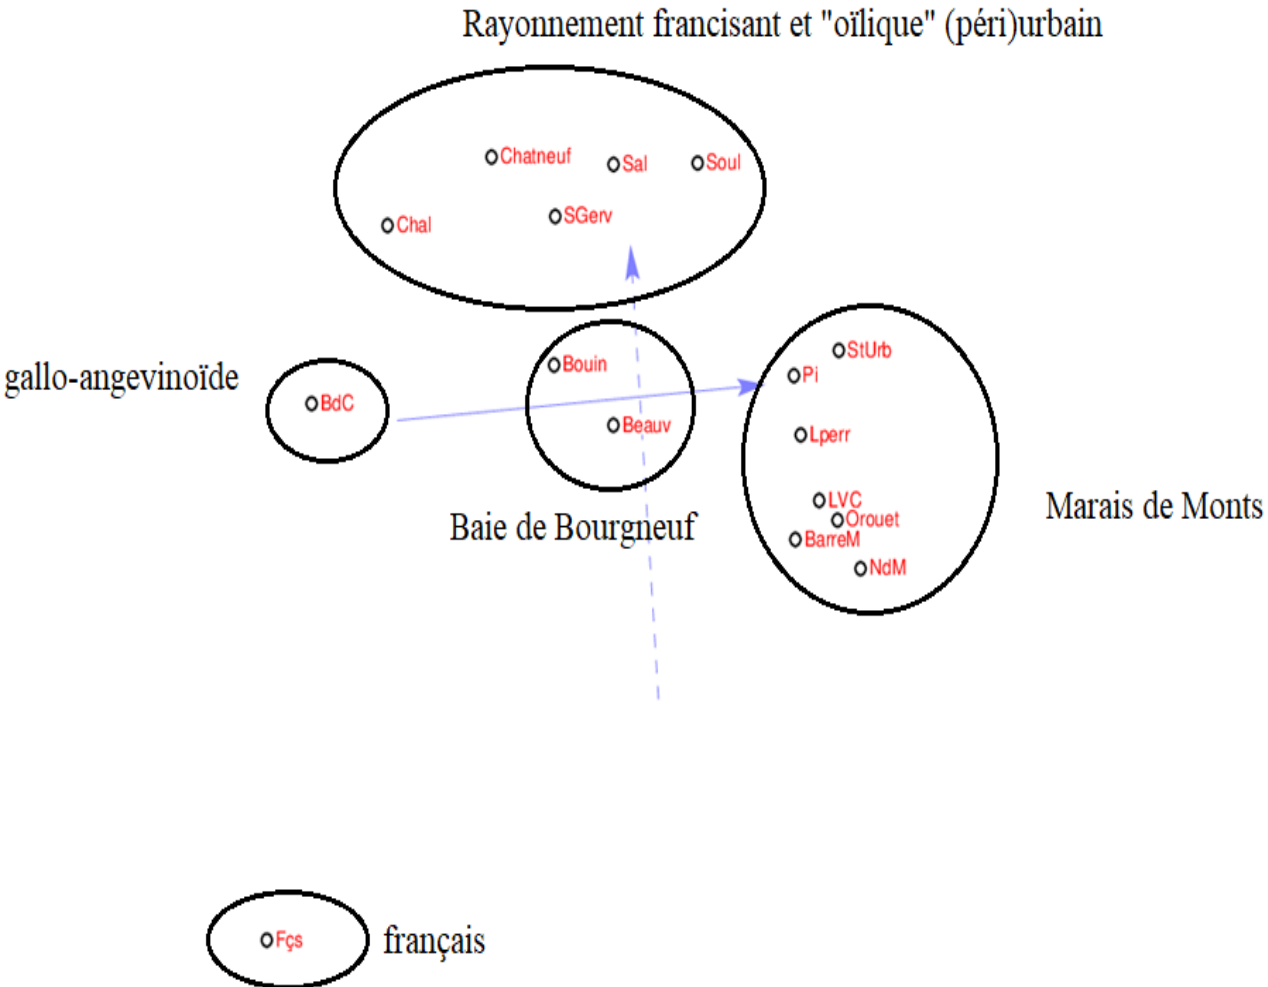 Rayonnement francisant et "oïlique" (péri)urbain
Chatneuf
Sal
Soul
SGerv
Chal
gallo-angevinoïde
BdC
Bouin
Beauv
Baie de Bourgneuf
StUrb
Pi
Lperr
LVC
Orouet
BarreM
NdM
Marais de Monts
Fçs
français